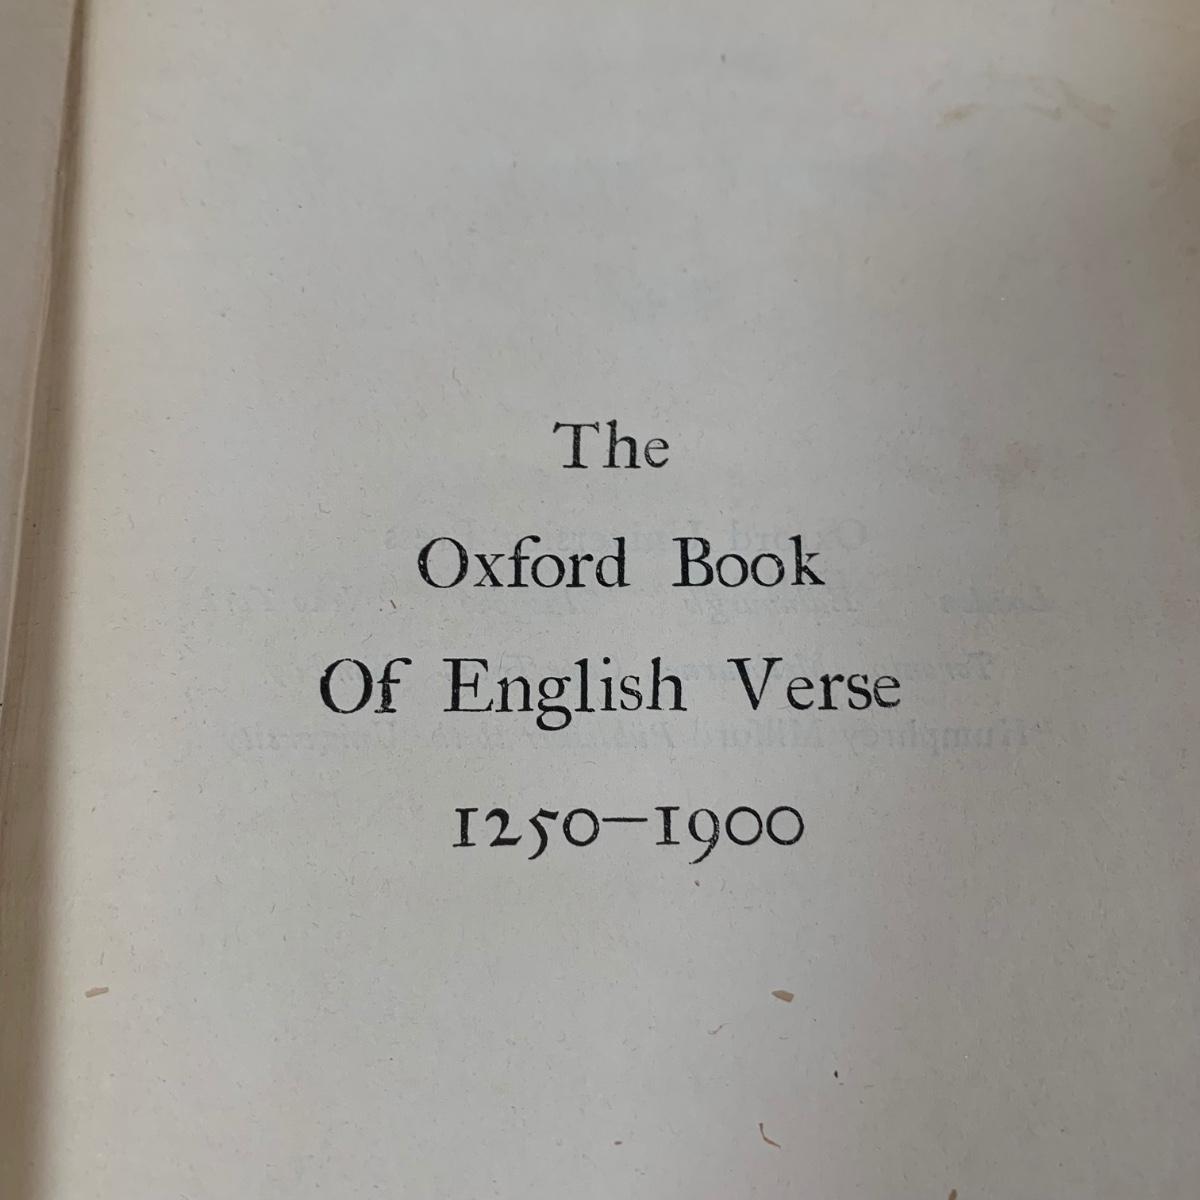 The
Oxford Book
Of English Verse
1250—1900